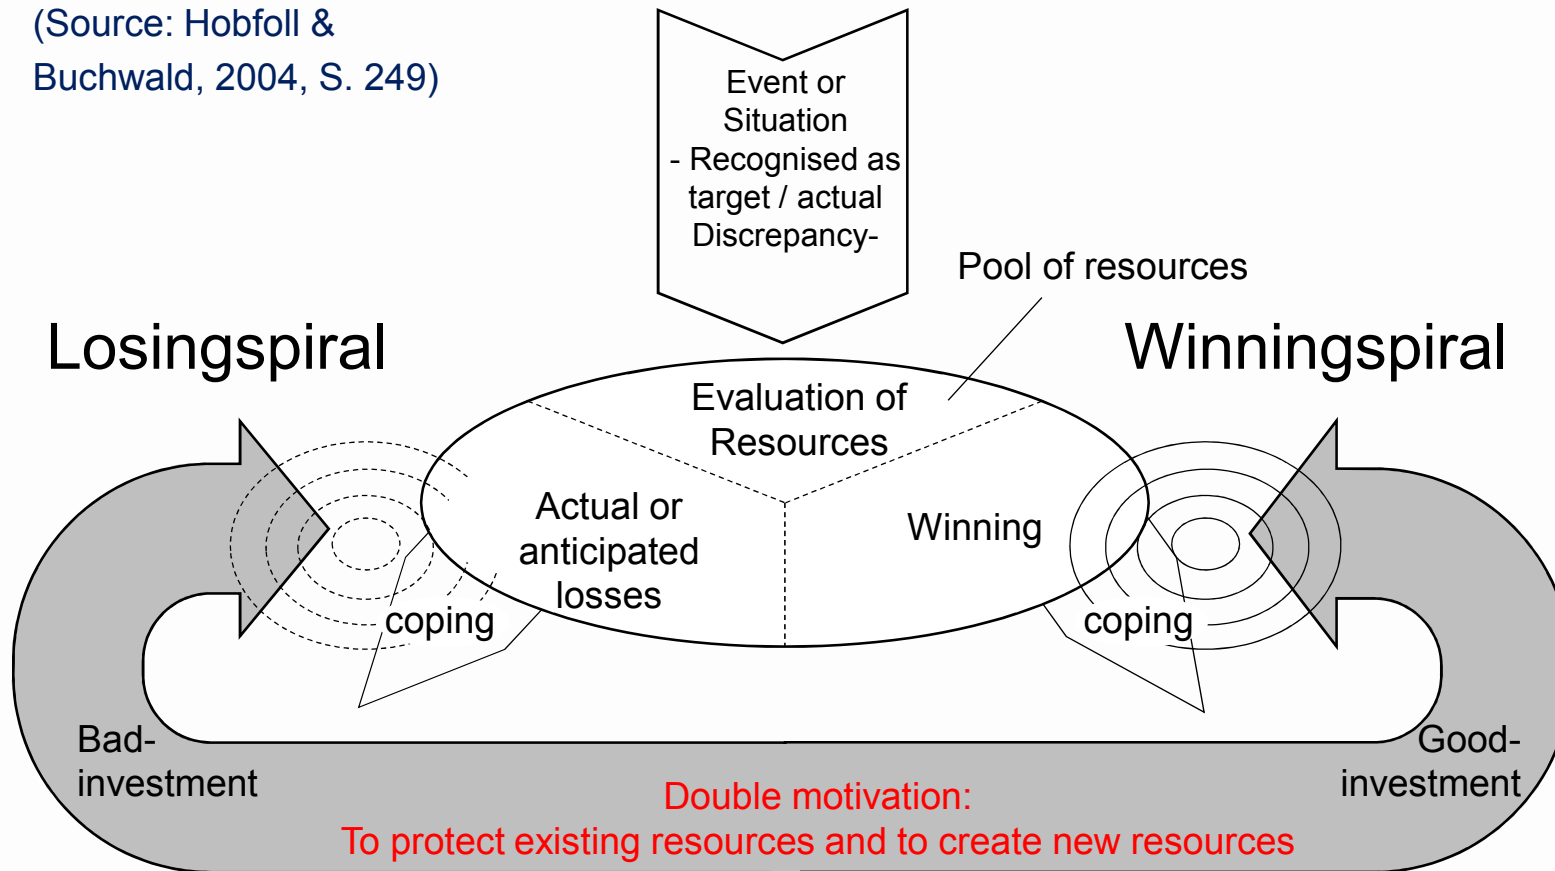 (Source: Hobfoll &
Buchwald, 2004, S. 249)
Event or
Situation
- Recognised as
target / actual
Discrepancy-
Pool of resources
Losingspiral
Winningspiral
Evaluation of
Resources
Actual or
anticipated
losses
Winning
coping
coping
Bad-
investment
Good-
investment
Double motivation:
To protect existing resources and to create new resources